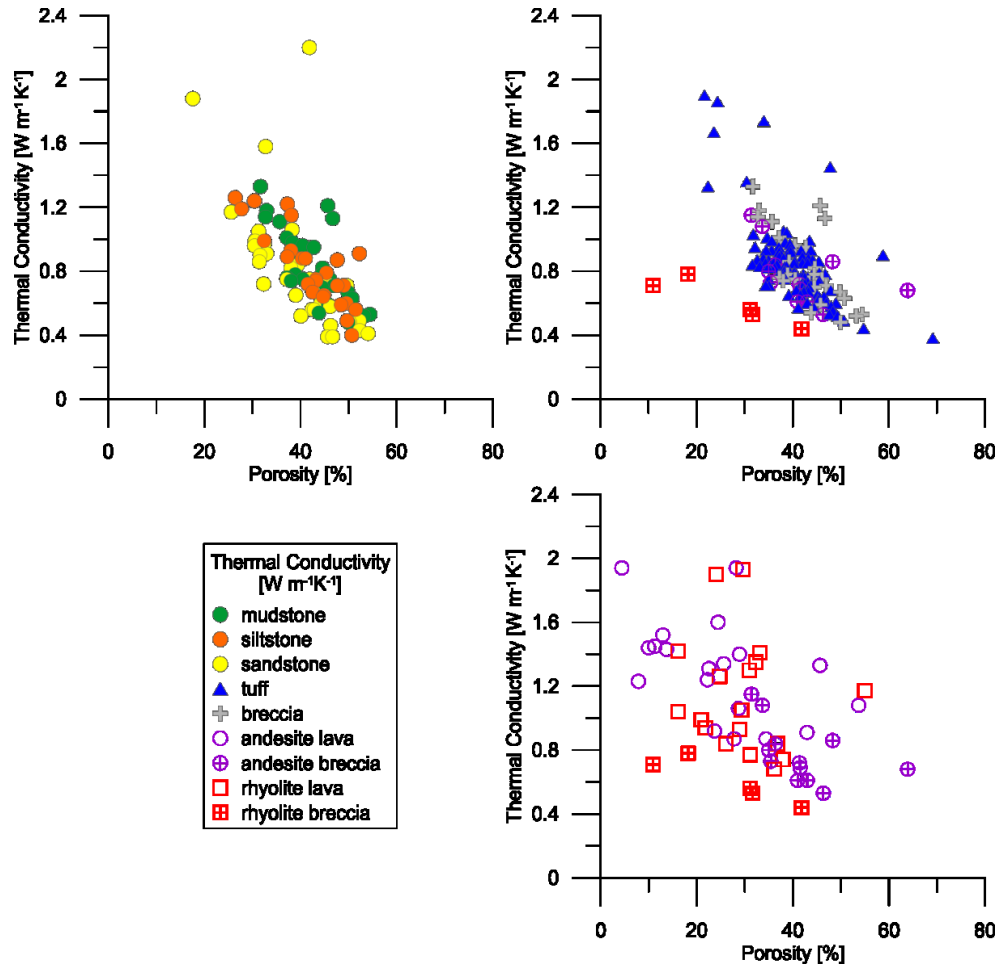 2.4
2
1.6
1.2
0.8
0.4
0
Thermal Conductivity [W m-1 K-1]
0 20 40 60 80
Porosity [%]
2.4
2
1.6
1.2
0.8
0.4
0
Thermal Conductivity [W m-1 K-1]
0 20 40 60 80
Porosity [%]
Thermal Conductivity
[W m-1K-1]
mudstone
siltstone
sandstone
tuff
breccia
andesite lava
andesite breccia
rhyolite lava
rhyolite breccia
2.4
2
1.6
1.2
0.8
0.4
0
Thermal Conductivity [W m-1 K-1]
0 20 40 60 80
Porosity [%]